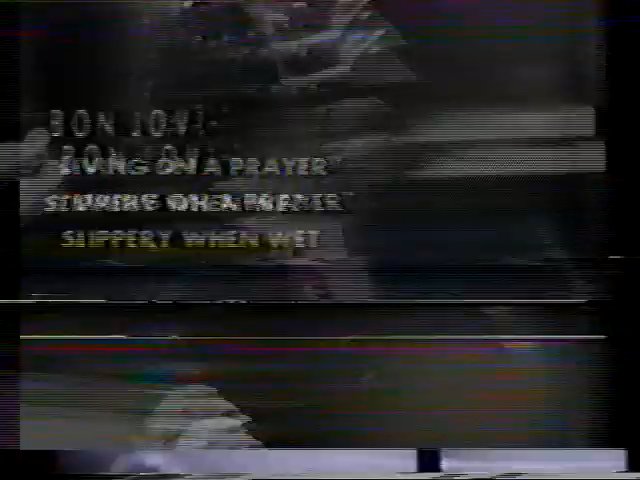 BON JOVI
"LIVING ON A PRAYER"
SLIPPERY WHEN WET